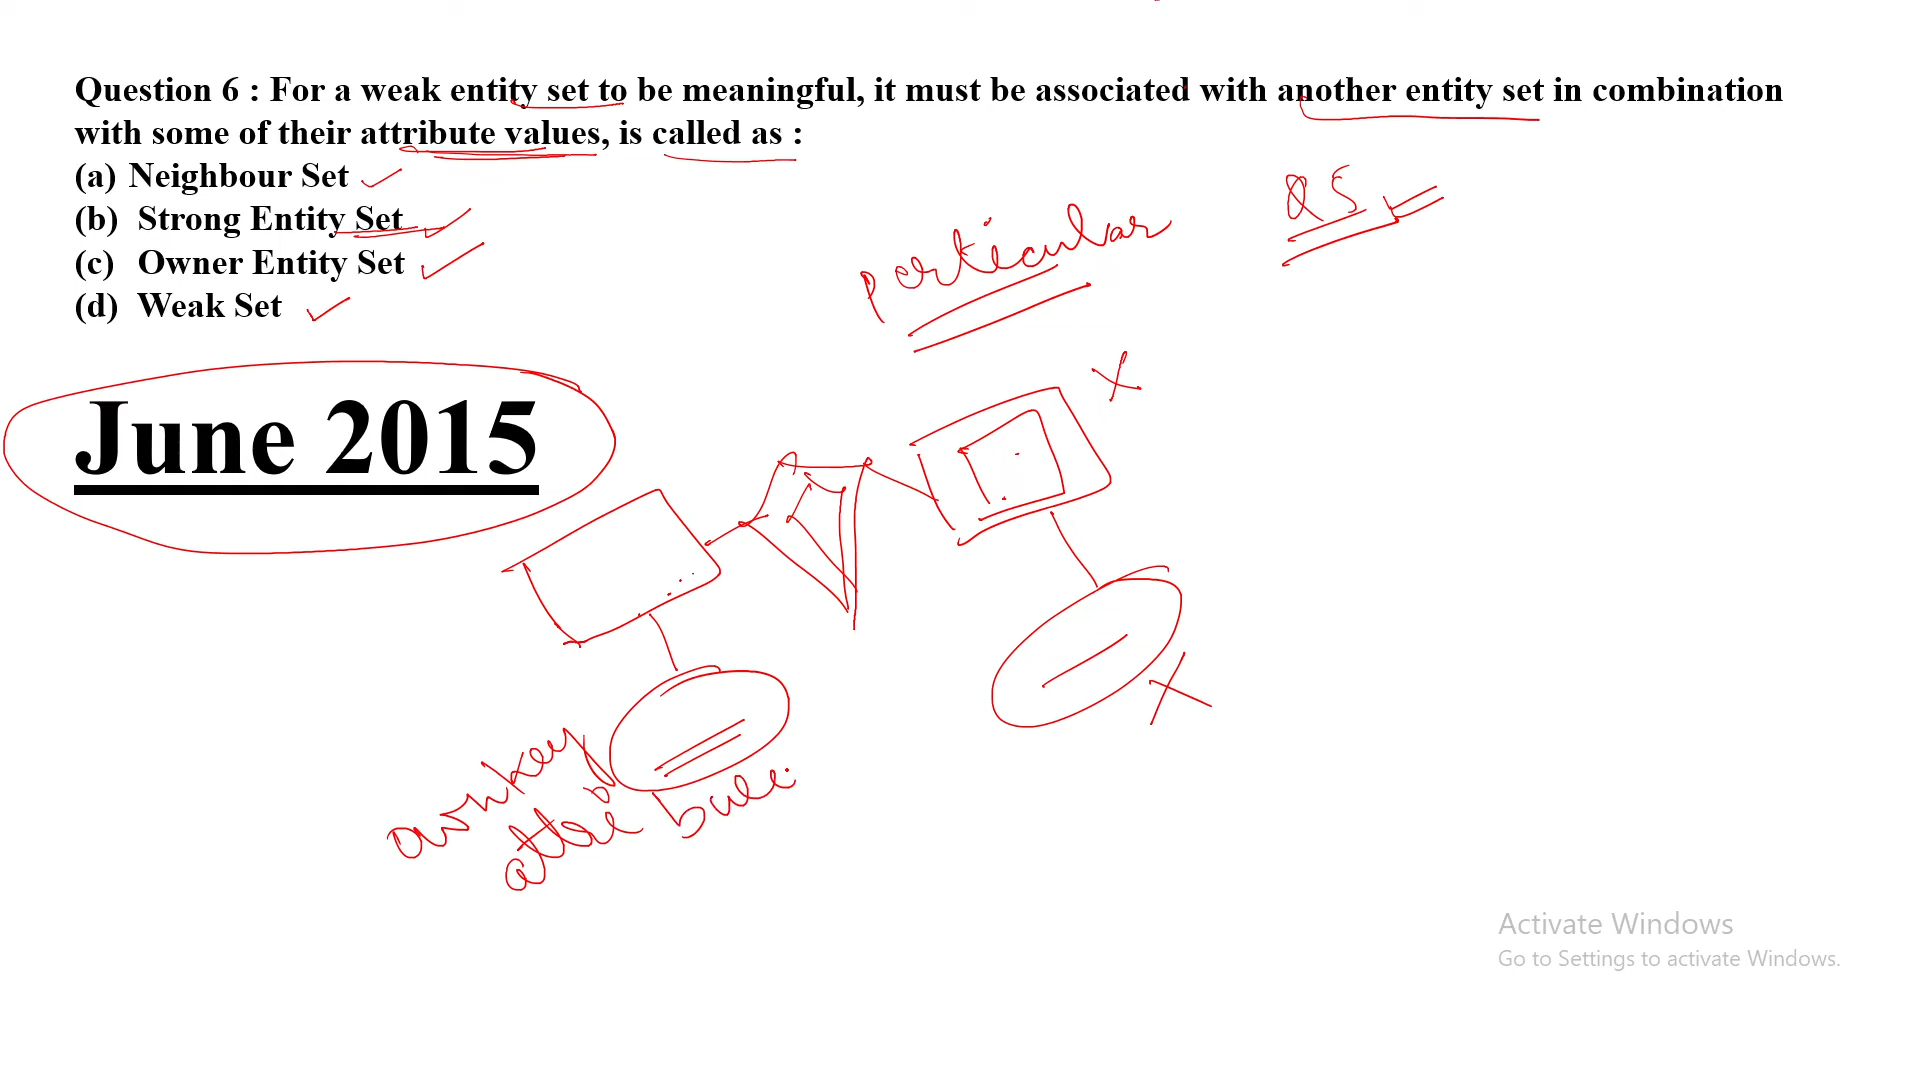 Question 6 : For a weak entity set to be meaningful, it must be associated with another entity set in combination
with some of their attribute values, is called as :
(a) Neighbour Set
(b) Strong Entity Set
(c) Owner Entity Set
(d) Weak Set
particular
June 2015
own key
Activate Windows
Go to Settings to activate Windows.